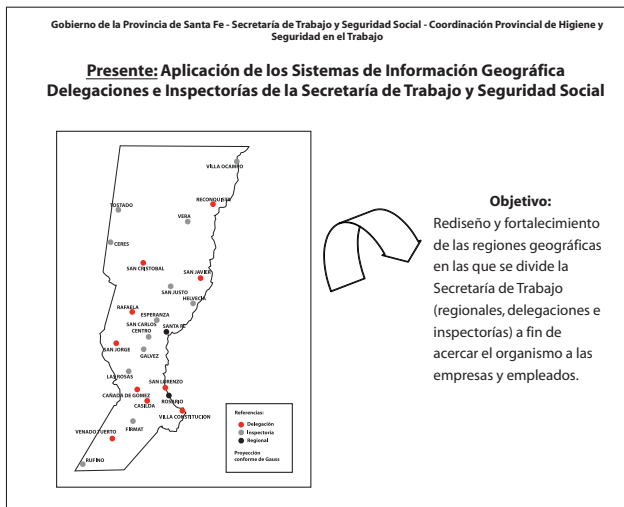 Gobierno de la Provincia de Santa Fe - Secretaría de Trabajo y Seguridad Social - Coordinación Provincial de Higiene y
Seguridad en el Trabajo
Presente: Aplicación de los Sistemas de Información Geográfica
Delegaciones e Inspectorías de la Secretaría de Trabajo y Seguridad Social
VILLA OCAMPO
RECONQUISTA
TOSTADO
VERA
CERES
SAN CRISTOBAL
SAN JAVIER
SAN JUSTO
HELVECIA
RAFAELA
ESPERANZA
SAN CARLOS
CENTRO
SANTA FE
SAN JORGE
GALVEZ
LAS ROSAS
SAN LORENZO
CAÑADA DE GOMEZ
ROSARIO
CASILDA
VILLA CONSTITUCION
FIRMAT
VENADO TUERTO
RUFINO
Referencias:
Delegación
Inspectoría
Regional
Proyección
conforme de Gauss
Objetivo:
Rediseño y fortalecimiento
de las regiones geográficas
en las que se divide la
Secretaría de Trabajo
(regionales, delegaciones e
inspectorías) a fin de
acercar el organismo a las
empresas y empleados.